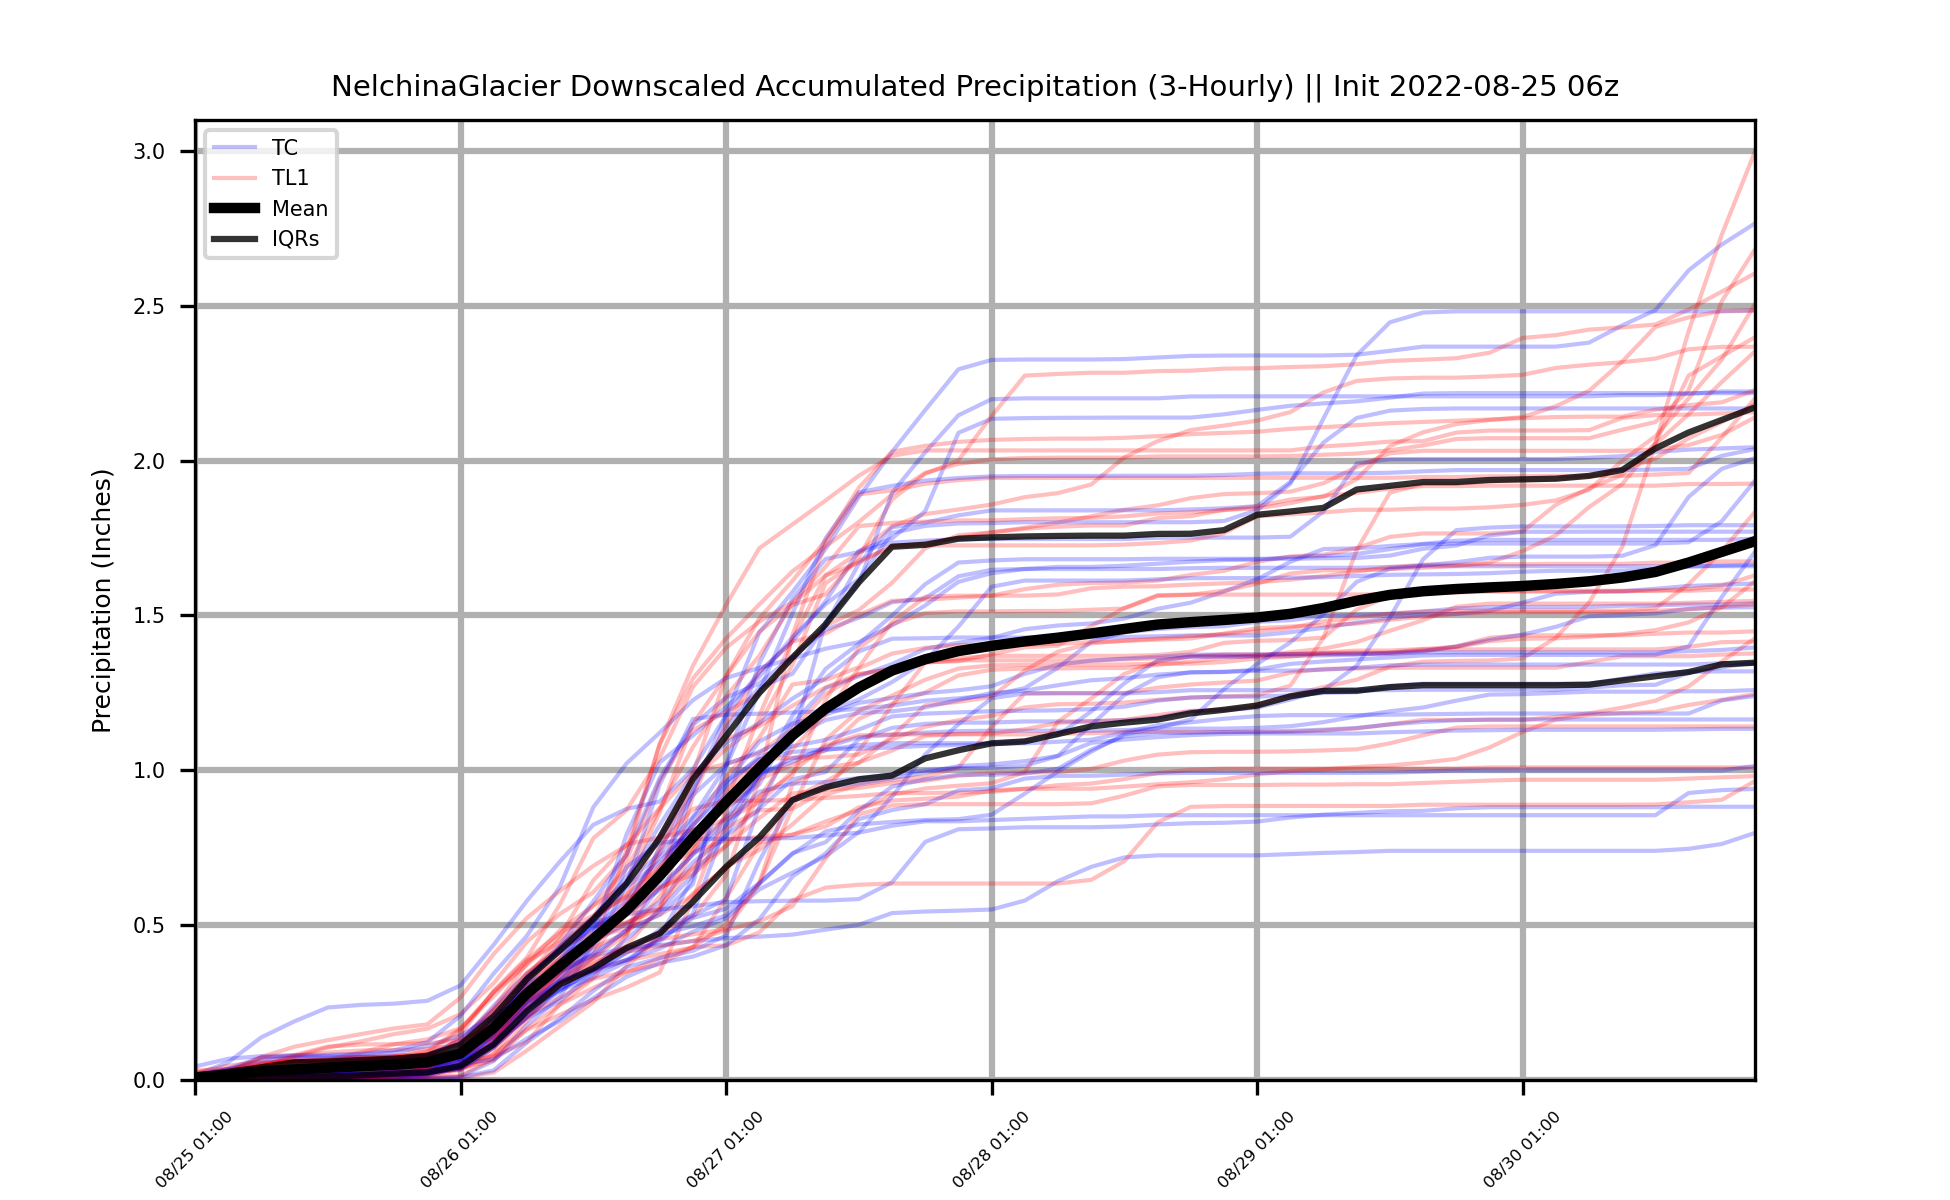 NelchinaGlacier Downscaled Accumulated Precipitation (3-Hourly) || Init 2022-08-25 06z
TC
TL1
Mean
IQRs
Precipitation (Inches)
3.0
2.5
2.0
1.5
1.0
0.5
0.0
08/25 01:00
08/26 01:00
08/27 01:00
08/28 01:00
08/29 01:00
08/30 01:00